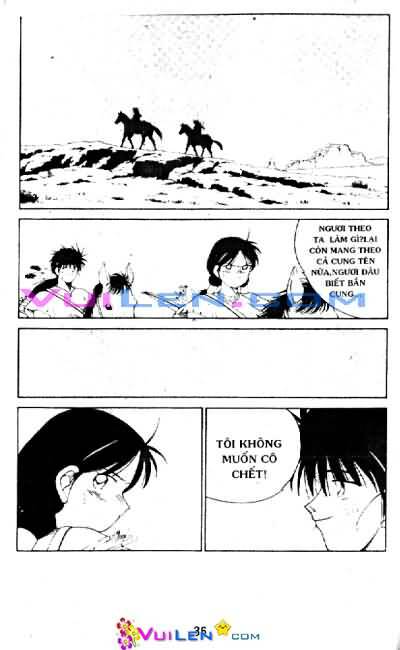 NGƯƠI THEO
TA LÀM GÌ?LẠI
CÒN MANG THEO
CẢ CUNG TÊN
NỮA,NGƯƠI ĐÂU
BIẾT BẮN
CUNG
VUILEN.COM
TÔI KHÔNG
MUỐN CÔ
CHẾT!
36
VUILEN.COM